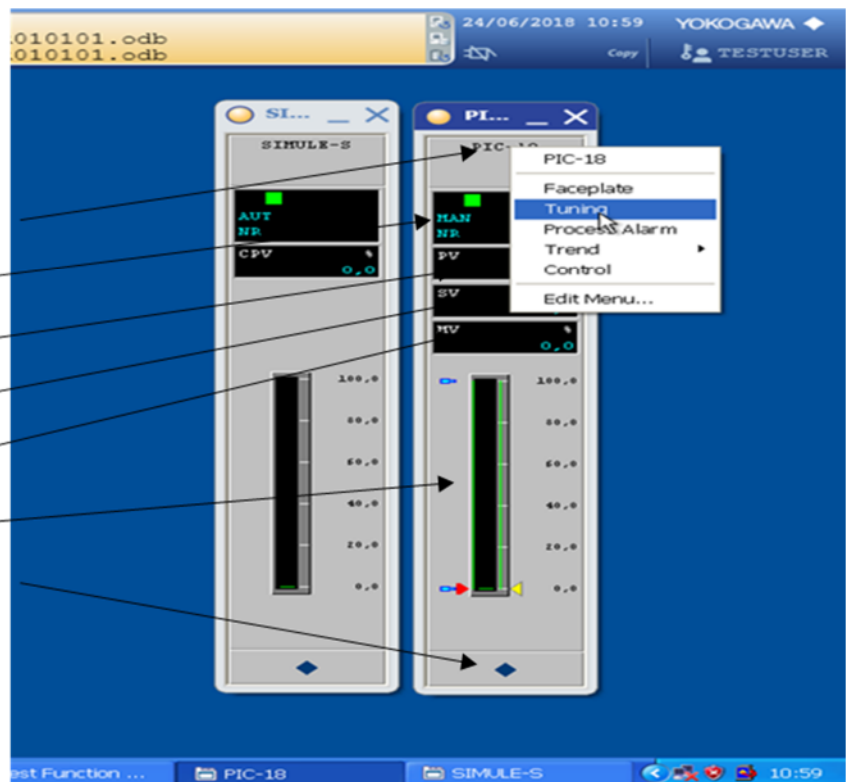 24/06/2018 10:59 YOKOGAWA
.010101.odb
.010101.odb
Copy TESTUSER
SI...
SIMULE-S
AUT
NR
CPV %
0,0
100,0
80,0
60,0
40,0
20,0
0,0
PI...
PIC-18
MAN
NR
PV
SV
MV %
0,0
100,0
80,0
60,0
40,0
20,0
0,0
PIC-18
Faceplate
Tuning
Process Alarm
Trend
Control
Edit Menu...
est Function ... PIC-18 SIMULE-S 10:59